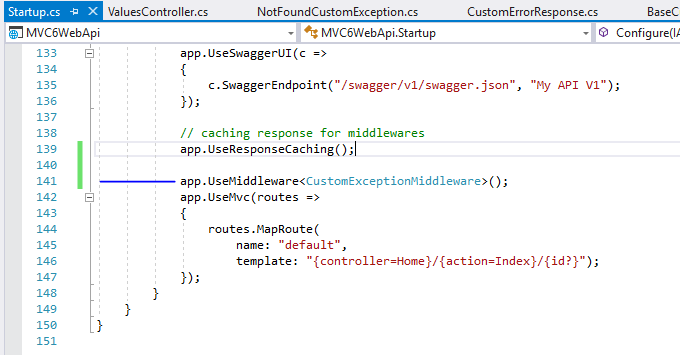 Startup.cs ValuesController.cs NotFoundCustomException.cs CustomErrorResponse.cs BaseC
MVC6WebApi MVC6WebApi.Startup Configure(IA
133 app.UseSwaggerUI(c =>
134 {
135 c.SwaggerEndpoint("/swagger/v1/swagger.json", "My API V1");
136 });
137
138 // caching response for middlewares
139 app.UseResponseCaching();
140
141 app.UseMiddleware<CustomExceptionMiddleware>();
142 app.UseMvc(routes =>
143 {
144 routes.MapRoute(
145 name: "default",
146 template: "{controller=Home}/{action=Index}/{id?}");
147 });
148 }
149 }
150 }
151